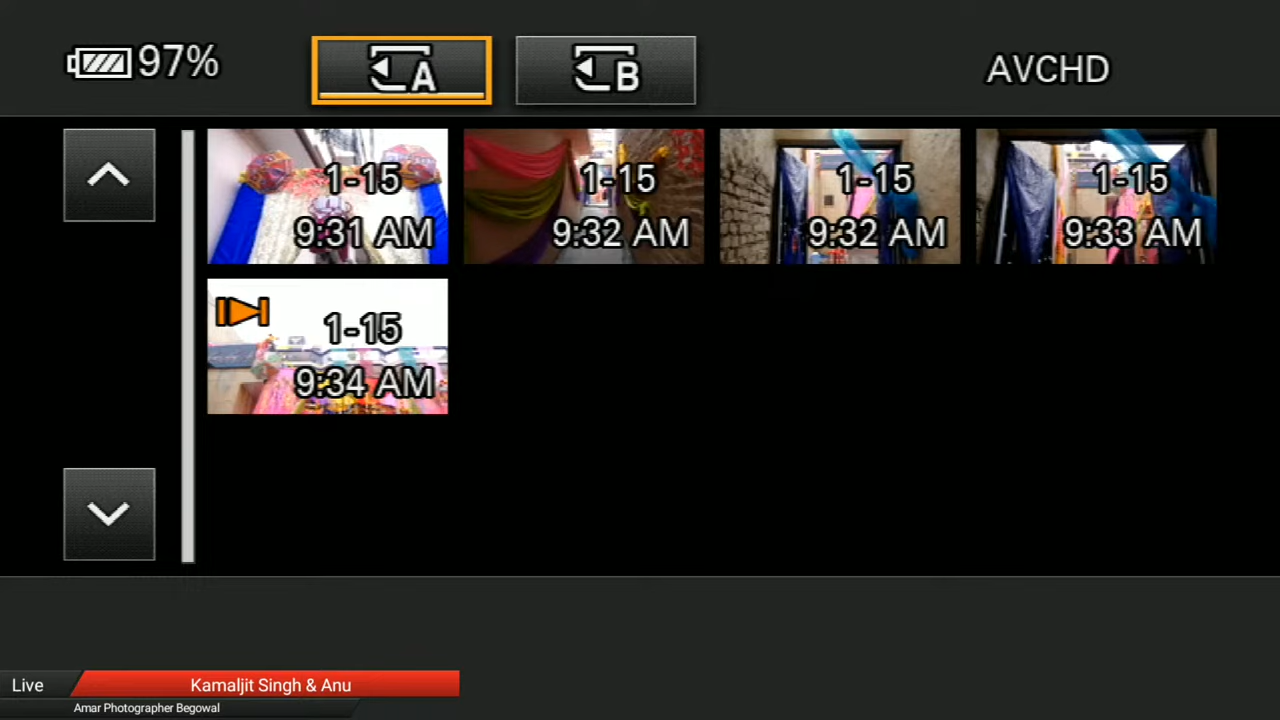 97%
A
B
AVCHD
1-15
9:31 AM
1-15
9:32 AM
1-15
9:32 AM
1-15
9:33 AM
1-15
9:34 AM
Live
Kamaljit Singh & Anu
Amar Photographer Begowal